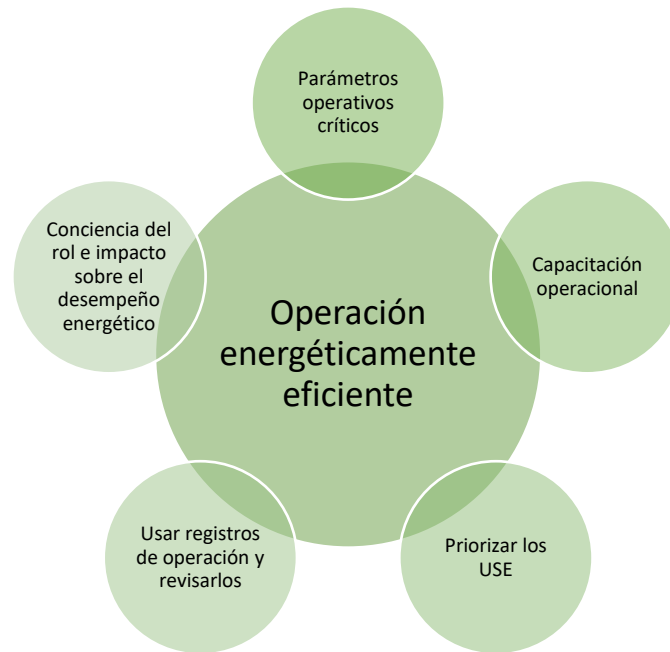 Parámetros
operativos
críticos
Conciencia del
rol e impacto
sobre el
desempeño
energético
Capacitación
operacional
Operación
energéticamente
eficiente
Usar registros
de operación y
revisarlos
Priorizar los
USE